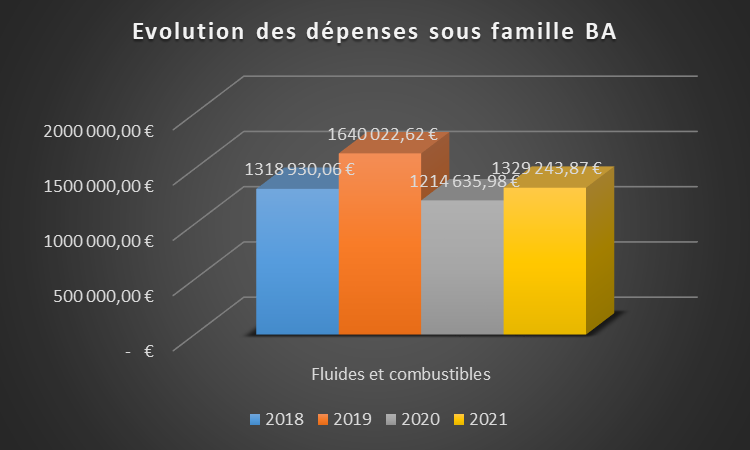 Evolution des dépenses sous famille BA
2000 000,00 €
1500 000,00 €
1000 000,00 €
500 000,00 €
- €
1318 930,06 €
1640 022,62 €
1214 635,98 €
1329 243,87 €
Fluides et combustibles
2018 2019 2020 2021